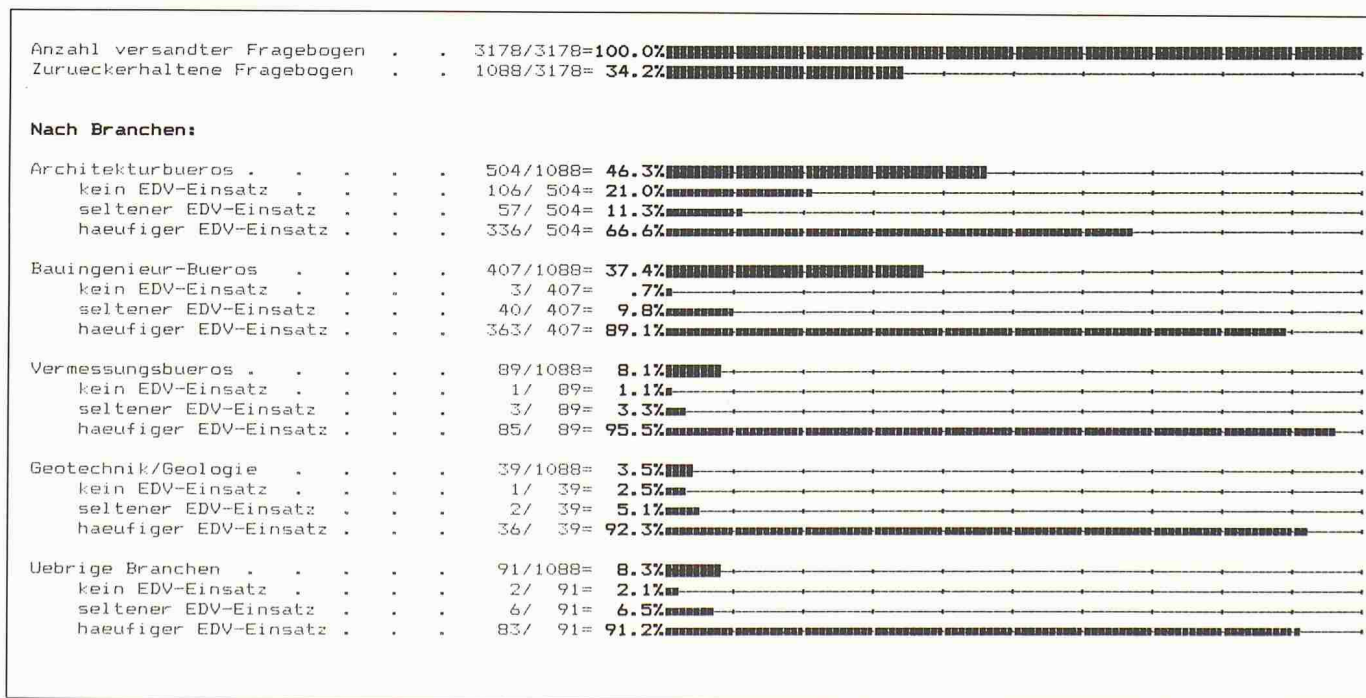 Anzahl versandter Fragebogen . . 3178/3178=100.0%
Zurueckerhaltene Fragebogen . . 1088/3178= 34.2%
Nach Branchen:
Architekturbueros . . . . . 504/1088= 46.3%
kein EDV-Einsatz . . . . 106/ 504= 21.0%
seltener EDV-Einsatz . . . 57/ 504= 11.3%
haeufiger EDV-Einsatz . . . 336/ 504= 66.6%
Bauingenieur-Bueros . . . . 407/1088= 37.4%
kein EDV-Einsatz . . . . 3/ 407= .7%
seltener EDV-Einsatz . . . 40/ 407= 9.8%
haeufiger EDV-Einsatz . . . 363/ 407= 89.1%
Vermessungsbueros . . . . . 89/1088= 8.1%
kein EDV-Einsatz . . . . 1/ 89= 1.1%
seltener EDV-Einsatz . . . 3/ 89= 3.3%
haeufiger EDV-Einsatz . . . 85/ 89= 95.5%
Geotechnik/Geologie . . . . 39/1088= 3.5%
kein EDV-Einsatz . . . . 1/ 39= 2.5%
seltener EDV-Einsatz . . . 2/ 39= 5.1%
haeufiger EDV-Einsatz . . . 36/ 39= 92.3%
Uebrige Branchen . . . . . 91/1088= 8.3%
kein EDV-Einsatz . . . . 2/ 91= 2.1%
seltener EDV-Einsatz . . . 6/ 91= 6.5%
haeufiger EDV-Einsatz . . . 83/ 91= 91.2%